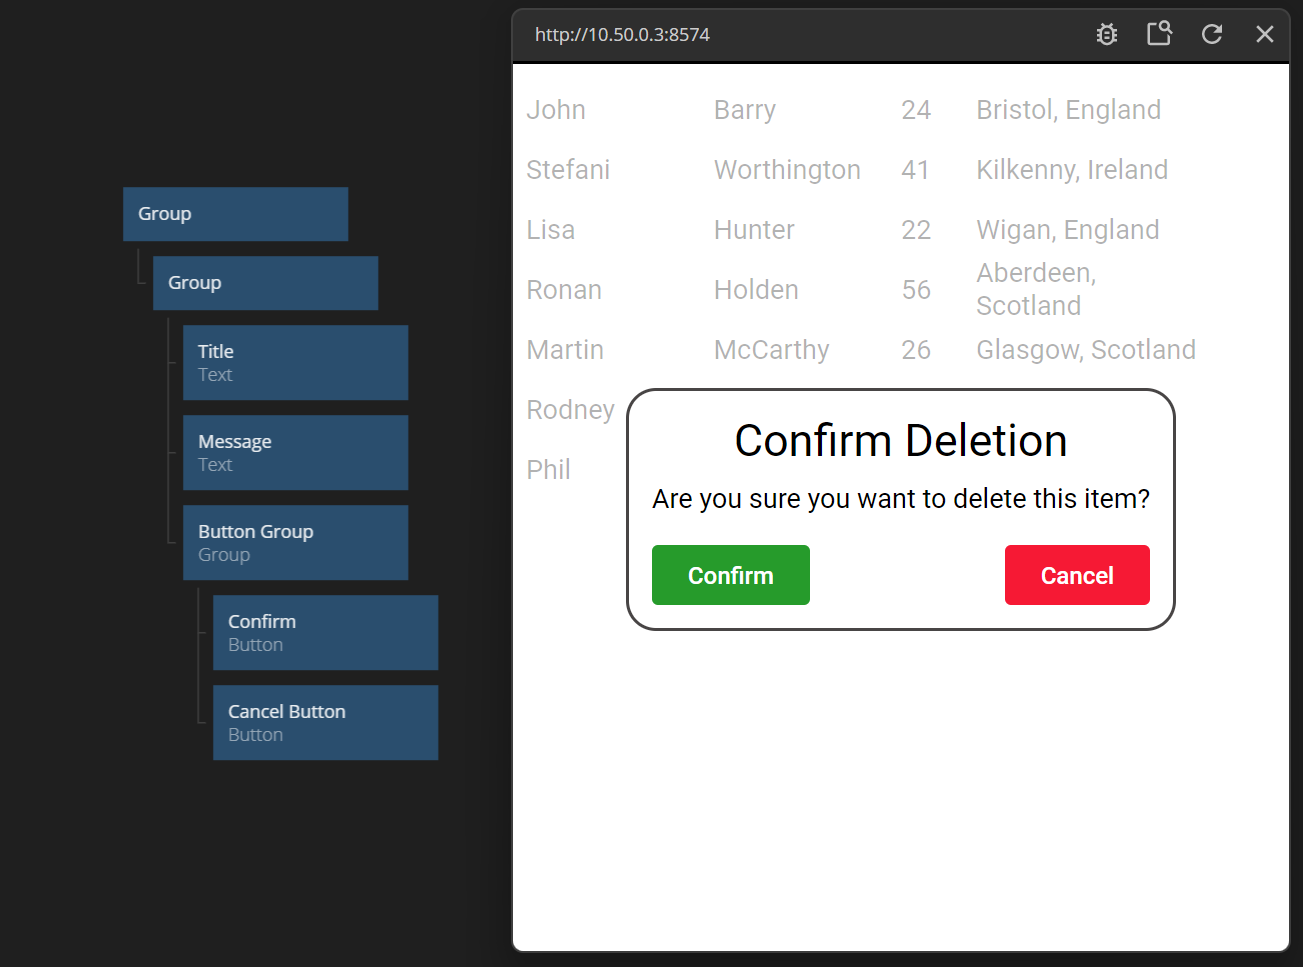 http://10.50.0.3:8574
Group
Group
Title
Text
Message
Text
Button Group
Group
Confirm
Button
Cancel Button
Button
John Barry 24 Bristol, England
Stefani Worthington 41 Kilkenny, Ireland
Lisa Hunter 22 Wigan, England
Ronan Holden 56 Aberdeen,
Scotland
Martin McCarthy 26 Glasgow, Scotland
Rodney
Phil
Confirm Deletion
Are you sure you want to delete this item?
Confirm Cancel